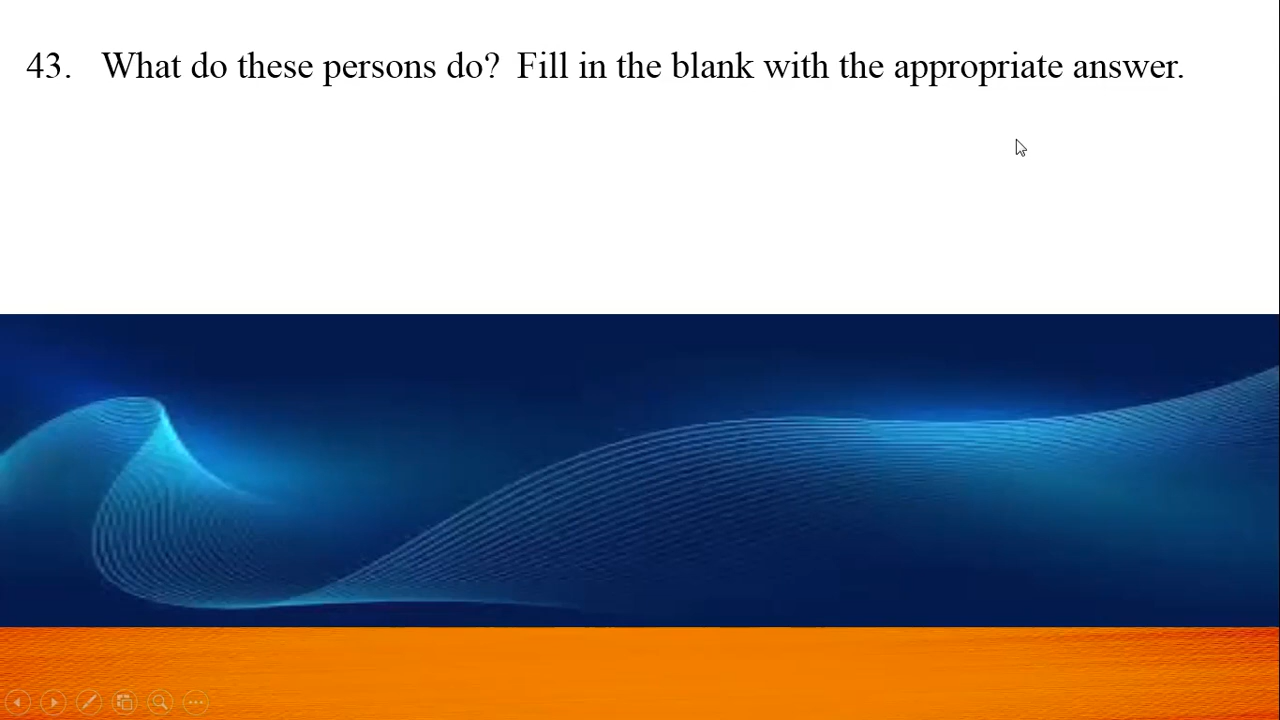 43. What do these persons do? Fill in the blank with the appropriate answer.